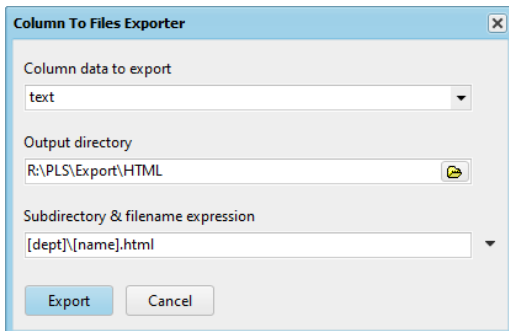 Column To Files Exporter
Column data to export
text
Output directory
R:\PLS\Export\HTML
Subdirectory & filename expression
[dept]\[name].html
Export Cancel